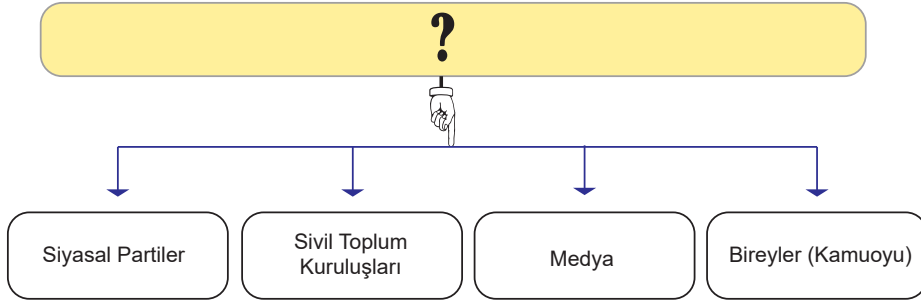 ?
Siyasal Partiler
Sivil Toplum
Kuruluşları
Medya
Bireyler (Kamuoyu)